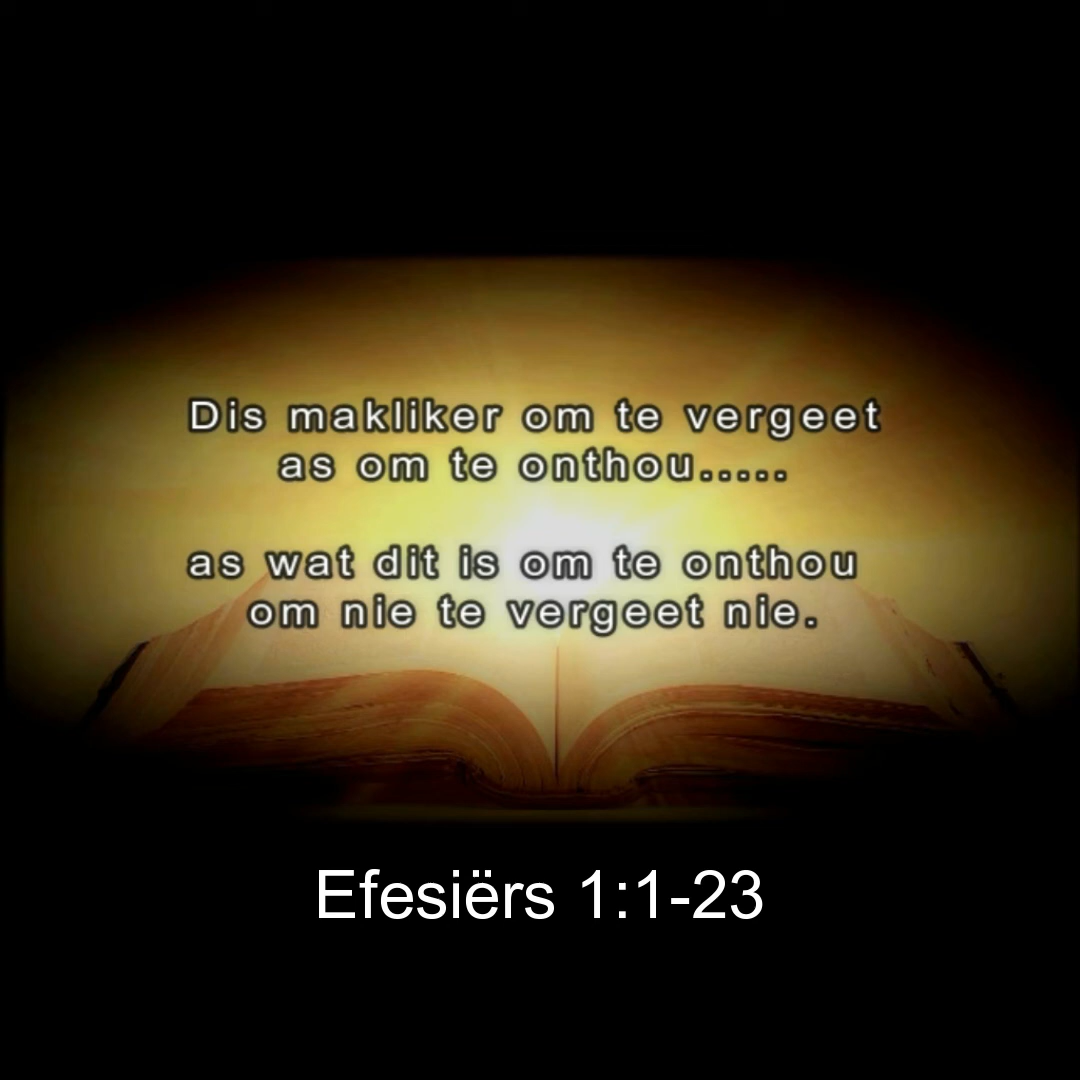 Dis makliker om te vergeet
as om te onthou.....
as wat dit is om te onthou
om nie te vergeet nie.
Efesiërs 1:1-23